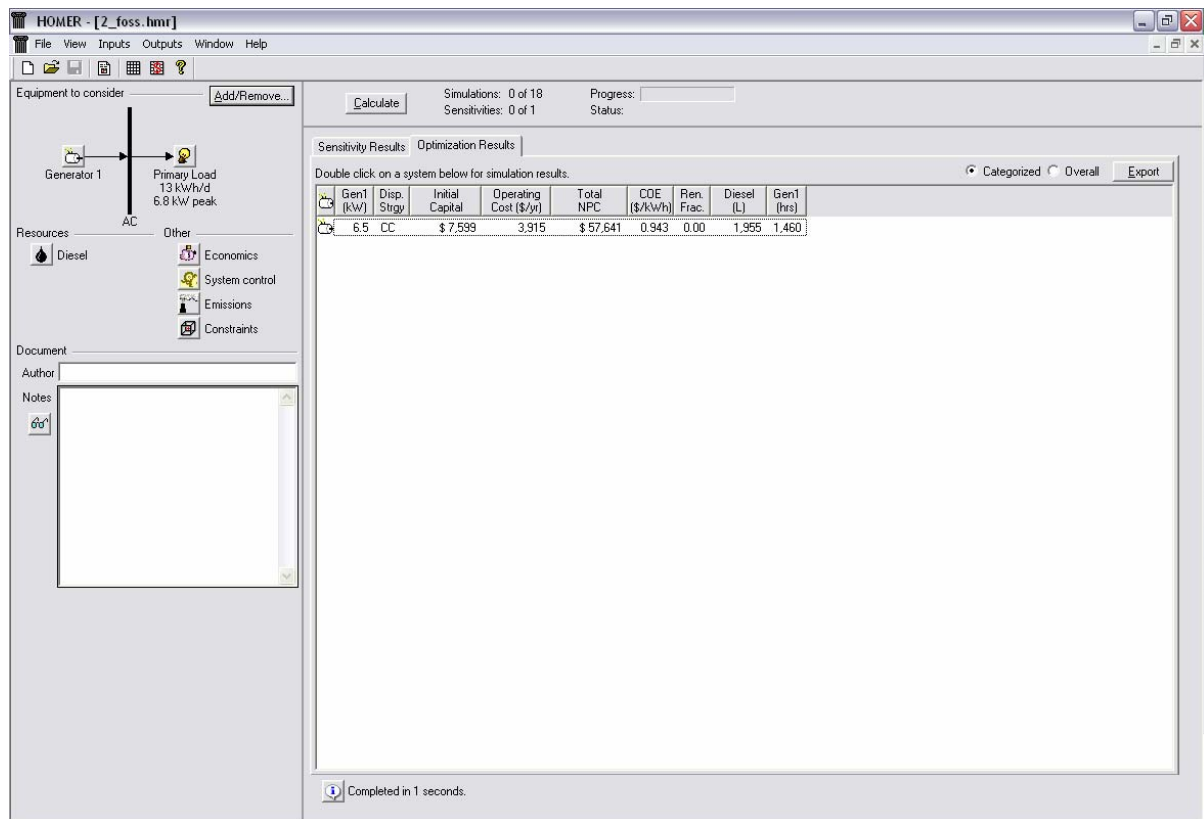 HOMER - [2_foss.hmr]
File View Inputs Outputs Window Help
Equipment to consider
Add/Remove...
Generator 1
Primary Load
13 kWh/d
6.8 kW peak
AC
Resources
Other
Diesel
Economics
System control
Emissions
Constraints
Document
Author
Notes
Calculate
Simulations: 0 of 18
Progress:
Sensitivities: 0 of 1
Status:
Sensitivity Results
Optimization Results
Double click on a system below for simulation results.
Categorized
Overall
Export
Gen1 (kW) Disp. Strgy Initial Capital Operating Cost ($/yr) Total NPC COE ($/kWh) Ren. Frac. Diesel (L) Gen1 (hrs)
6.5 CC $ 7,599 3,915 $ 57,641 0.943 0.00 1,955 1,460
Completed in 1 seconds.